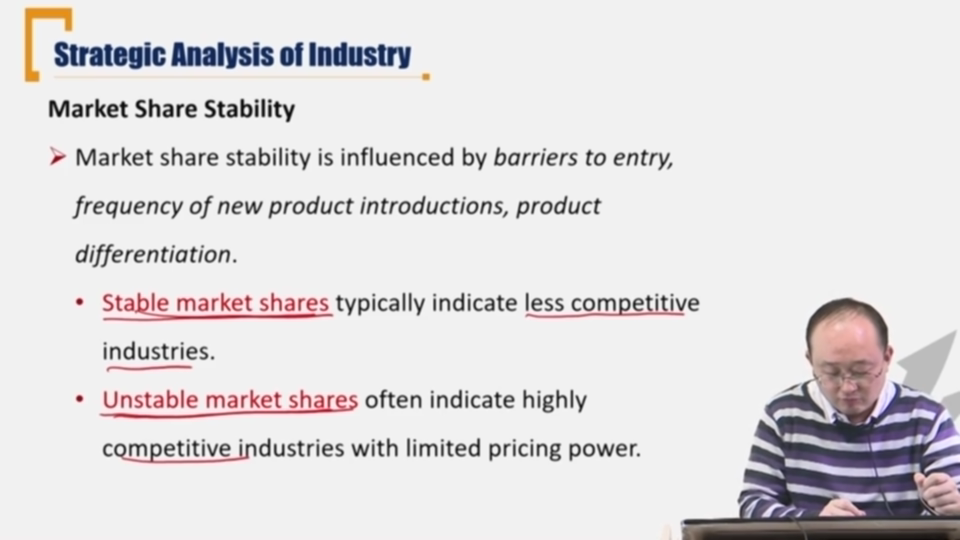 Strategic Analysis of Industry
Market Share Stability
Market share stability is influenced by barriers to entry,
frequency of new product introductions, product
differentiation.
• Stable market shares typically indicate less competitive
industries.
• Unstable market shares often indicate highly
competitive industries with limited pricing power.